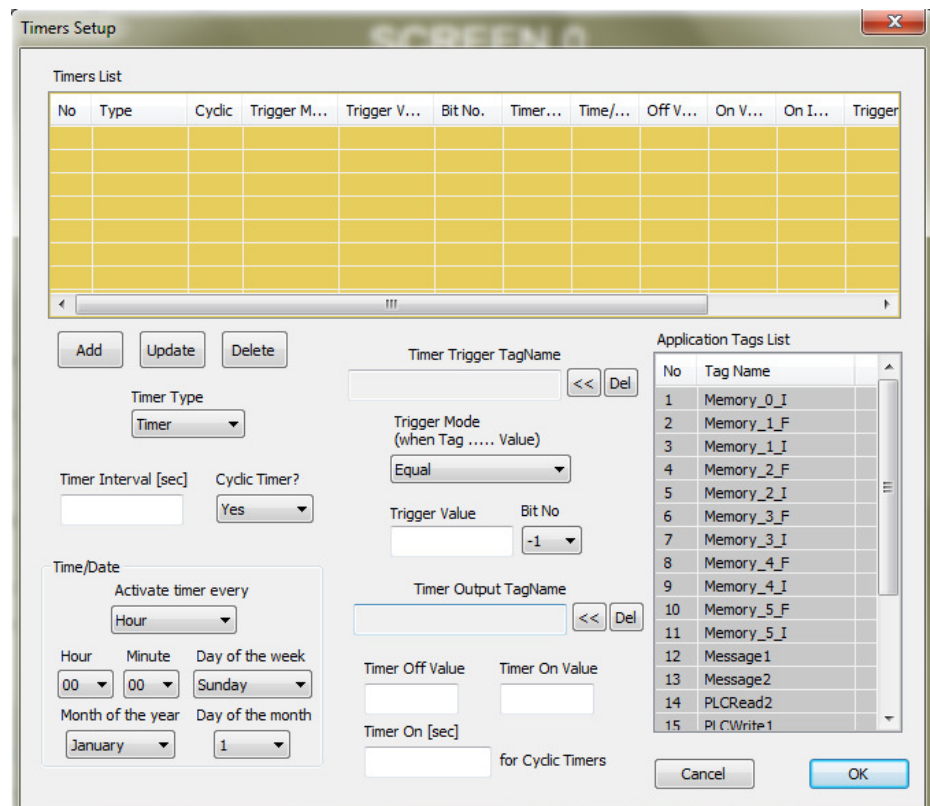 Timers Setup
SCREEN 0
Timers List
No Type Cyclic Trigger M... Trigger V... Bit No. Timer... Time/... Off V... On V... On I... Trigger
Add Update Delete
Timer Type
Timer
Timer Interval [sec] Cyclic Timer?
Yes
Time/Date
Activate timer every
Hour
Hour Minute Day of the week
00 00 Sunday
Month of the year Day of the month
January 1
Timer Trigger TagName
<< Del
Trigger Mode
(when Tag ..... Value)
Equal
Trigger Value Bit No
-1
Timer Output TagName
<< Del
Timer Off Value Timer On Value
Timer On [sec]
for Cyclic Timers
Application Tags List
No Tag Name
1 Memory_0_I
2 Memory_1_F
3 Memory_1_I
4 Memory_2_F
5 Memory_2_I
6 Memory_3_F
7 Memory_3_I
8 Memory_4_F
9 Memory_4_I
10 Memory_5_F
11 Memory_5_I
12 Message1
13 Message2
14 PLCRead2
15 PLCWrite1
Cancel OK